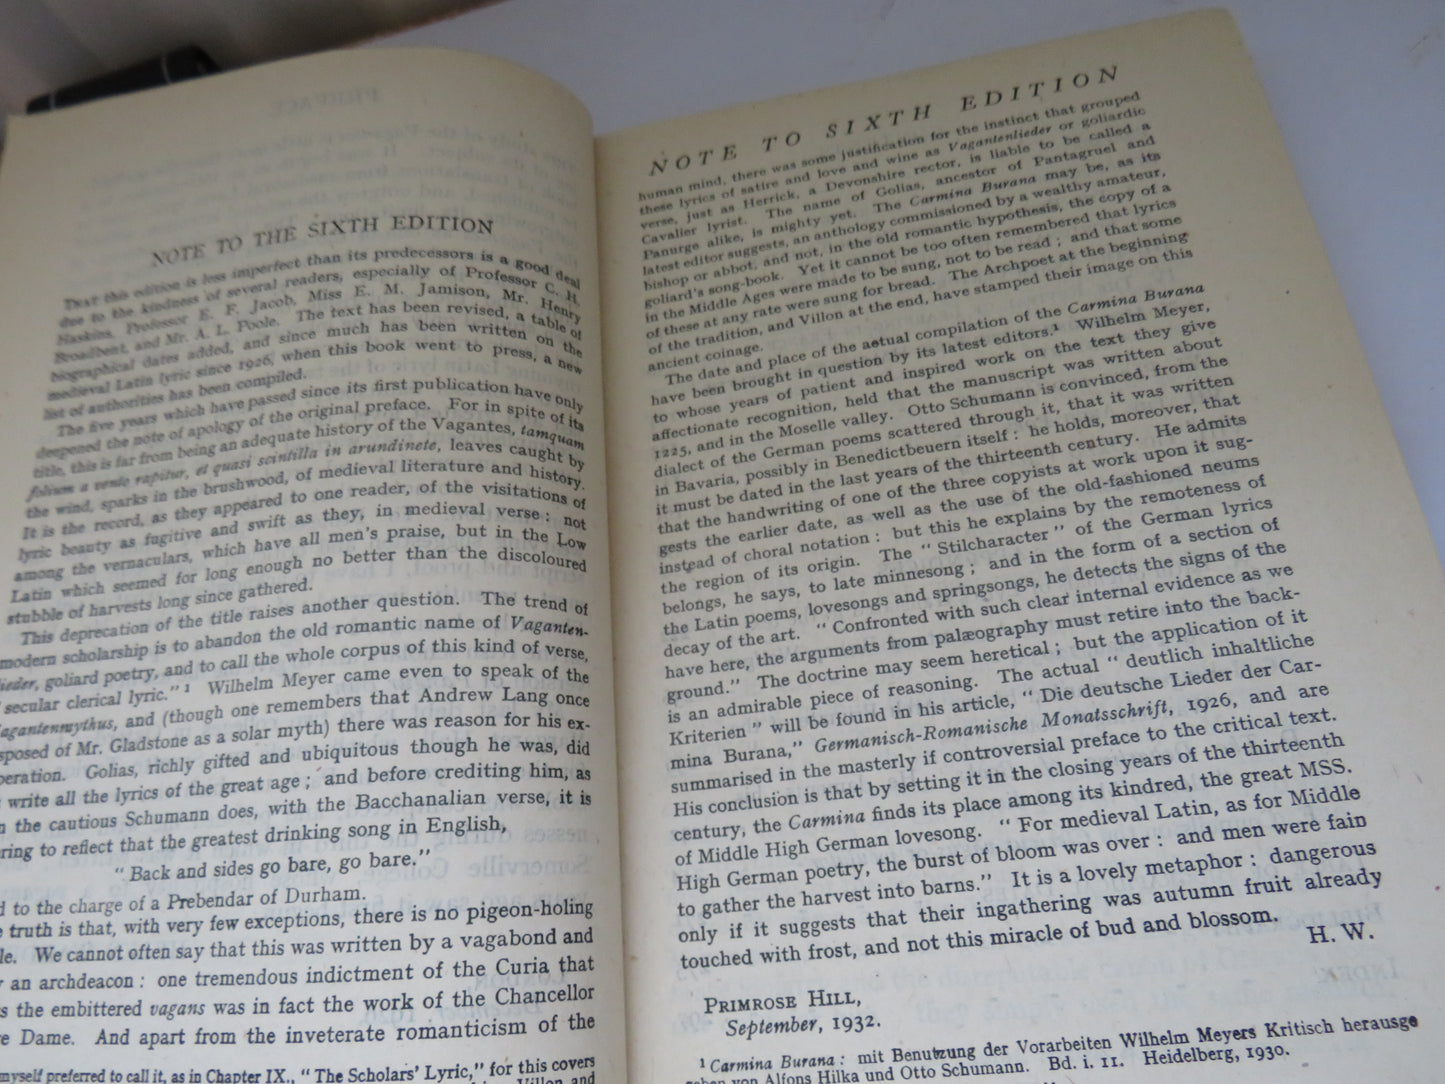 NOTE TO THE SIXTH EDITION
THAT this edition is less imperfect than its predecessors is a good deal
due to the kindness of several readers, especially of Professor C. H.
Haskins, Professor E. F. Jacob, Miss E. M. Jamison, Mr. Henry
Broadbent, and Mr. A. L. Poole. The text has been revised, a table of
biographical dates added, and since much has been written on the
medieval Latin lyric since 1926, when this book went to press, a new
list of authorities has been compiled.
The five years which have passed since its first publication have only
deepened the note of apology of the original preface. For in spite of its
title, this is far from being an adequate history of the Vagantes, tamquam
folium a vento rapitur, et quasi scintilla in arundinete, leaves caught by
the wind, sparks in the brushwood, of medieval literature and history.
It is the record, as they appeared to one reader, of the visitations of
lyric beauty as fugitive and swift as they, in medieval verse: not
among the vernaculars, which have all men's praise, but in the Low
Latin which seemed for long enough no better than the discoloured
stubble of harvests long since gathered.
This deprecation of the title raises another question. The trend of
modern scholarship is to abandon the old romantic name of Vaganten-
lieder, goliard poetry, and to call the whole corpus of this kind of verse,
secular clerical lyric."¹ Wilhelm Meyer came even to speak of the
agantenmythus, and (though one remembers that Andrew Lang once
sposed of Mr. Gladstone as a solar myth) there was reason for his ex-
peration. Golias, richly gifted and ubiquitous though he was, did
write all the lyrics of the great age; and before crediting him, as
the cautious Schumann does, with the Bacchanalian verse, it is
ring to reflect that the greatest drinking song in English,
"Back and sides go bare, go bare."
d to the charge of a Prebendar of Durham.
truth is that, with very few exceptions, there is no pigeon-holing
le. We cannot often say that this was written by a vagabond and
an archdeacon: one tremendous indictment of the Curia that
s the embittered vagans was in fact the work of the Chancellor
re Dame. And apart from the inveterate romanticism of the
myself preferred to call it, as in Chapter IX., "The Scholars' Lyric," for this covers
Villon and
NOTE TO SIXTH EDITION
human mind, there was some justification for the instinct that grouped
these lyrics of satire and love and wine as Vagantenlieder or goliardic
verse, just as Herrick, a Devonshire rector, is liable to be called a
Cavalier lyrist. The name of Golias, ancestor of Pantagruel and
Panurge alike, is mighty yet. The Carmina Burana may be, as its
latest editor suggests, an anthology commissioned by a wealthy amateur,
bishop or abbot, and not, in the old romantic hypothesis, the copy of a
goliard's song-book. Yet it cannot be too often remembered that lyrics
in the Middle Ages were made to be sung, not to be read; and that some
of these at any rate were sung for bread. The Archpoet at the beginning
of the tradition, and Villon at the end, have stamped their image on this
ancient coinage.
The date and place of the actual compilation of the Carmina Burana
have been brought in question by its latest editors.¹ Wilhelm Meyer,
to whose years of patient and inspired work on the text they give
affectionate recognition, held that the manuscript was written about
1225, and in the Moselle valley. Otto Schumann is convinced, from the
dialect of the German poems scattered through it, that it was written
in Bavaria, possibly in Benedictbeuern itself: he holds, moreover, that
it must be dated in the last years of the thirteenth century. He admits
that the handwriting of one of the three copyists at work upon it sug-
gests the earlier date, as well as the use of the old-fashioned neums
instead of choral notation: but this he explains by the remoteness of
the region of its origin. The "Stilcharacter" of the German lyrics
belongs, he says, to late minnesong; and in the form of a section of
the Latin poems, lovesongs and springsongs, he detects the signs of the
decay of the art. "Confronted with such clear internal evidence as we
have here, the arguments from palæography must retire into the back-
ground." The doctrine may seem heretical; but the application of it
is an admirable piece of reasoning. The actual "deutlich inhaltliche
Kriterien" will be found in his article, "Die deutsche Lieder der Car-
mina Burana," Germanisch-Romanische Monatsschrift, 1926, and are
summarised in the masterly if controversial preface to the critical text.
His conclusion is that by setting it in the closing years of the thirteenth
century, the Carmina finds its place among its kindred, the great MSS.
of Middle High German lovesong. "For medieval Latin, as for Middle
High German poetry, the burst of bloom was over: and men were fain
to gather the harvest into barns." It is a lovely metaphor: dangerous
only if it suggests that their ingathering was autumn fruit already
touched with frost, and not this miracle of bud and blossom.
H. W.
PRIMROSE HILL,
September, 1932.
¹ Carmina Burana: mit Benutzung der Vorarbeiten Wilhelm Meyers Kritisch herausge
geben von Alfons Hilka und Otto Schumann. Bd. i. 11. Heidelberg, 1930.